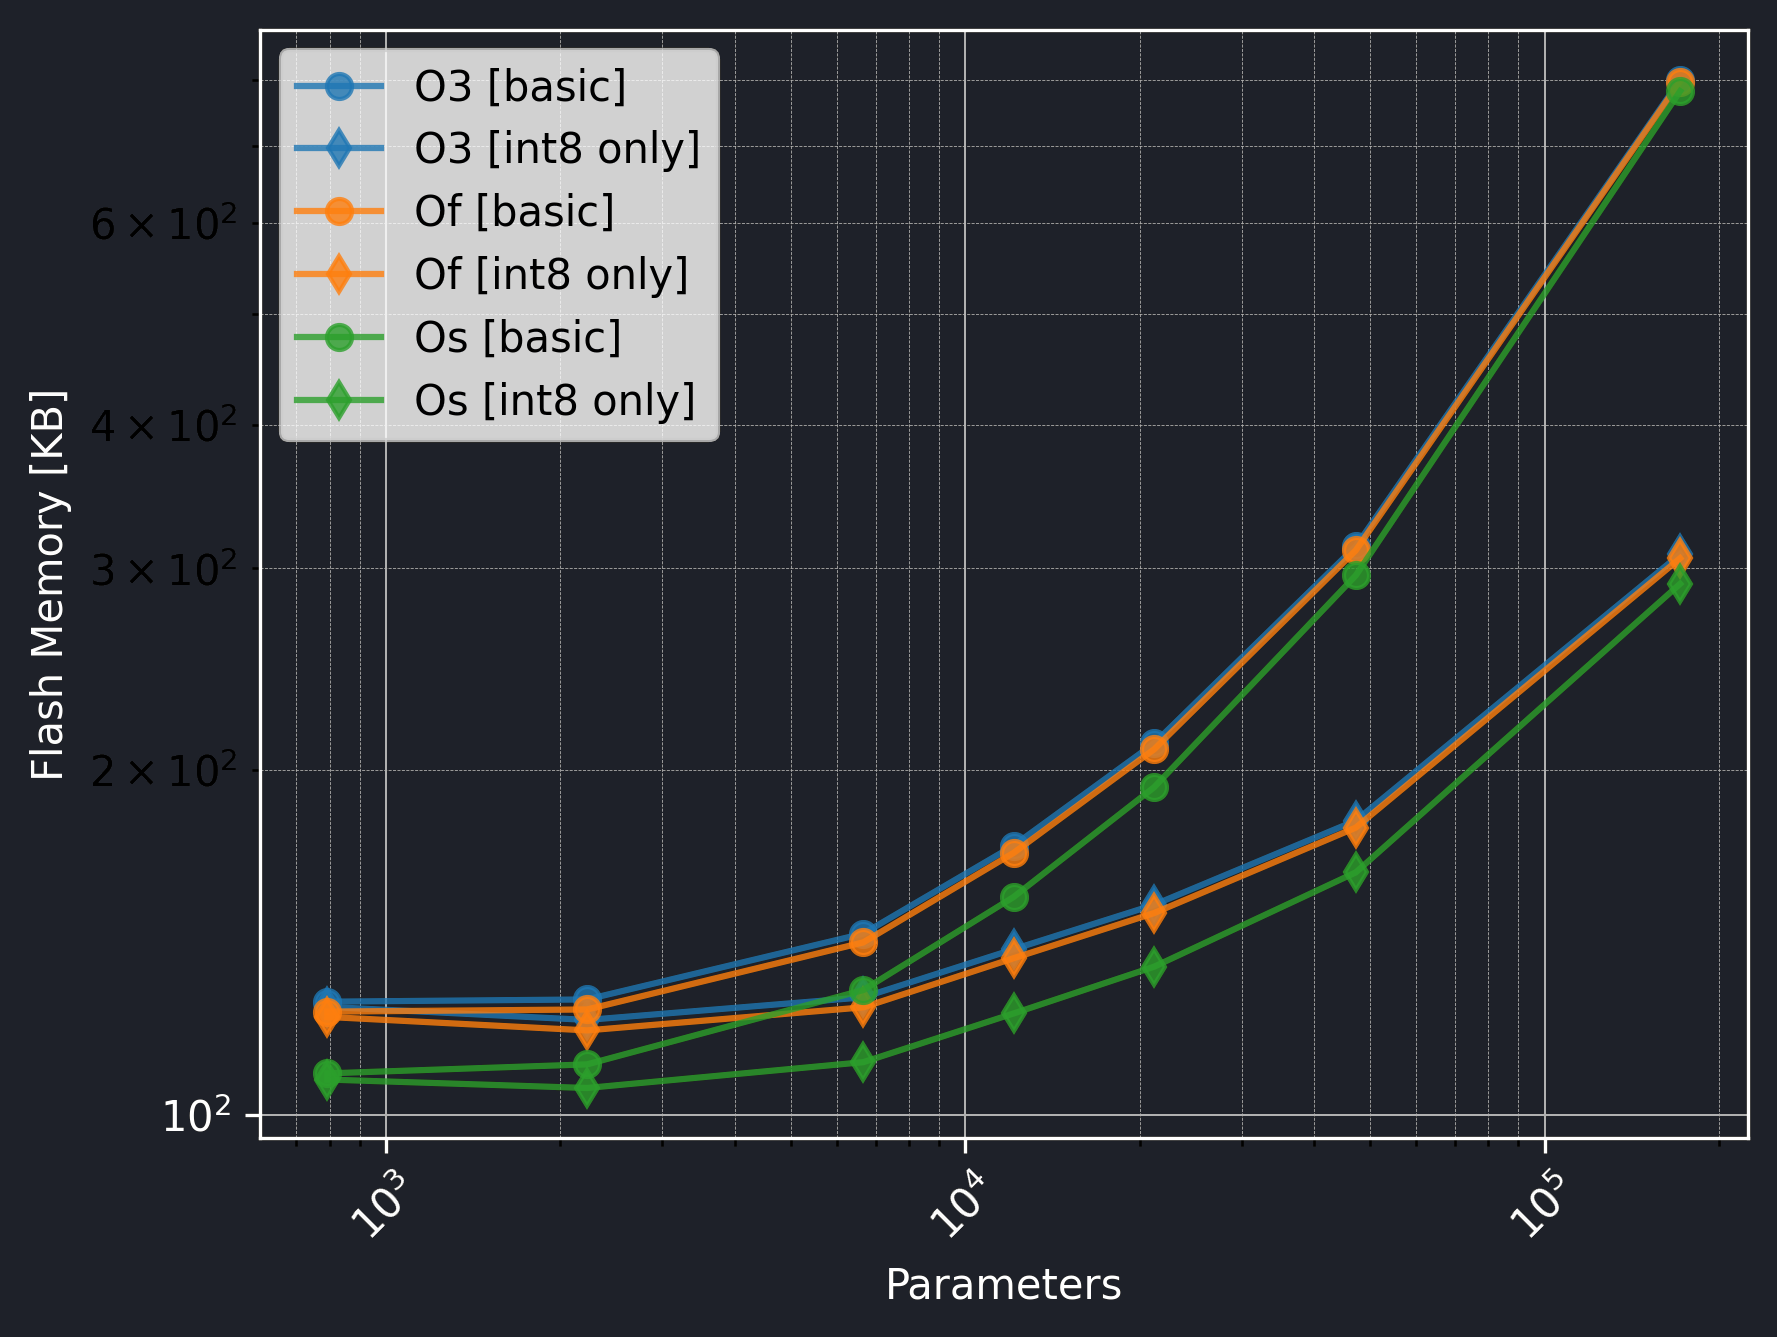 O3 [basic]
O3 [int8 only]
Of [basic]
Of [int8 only]
Os [basic]
Os [int8 only]
Flash Memory [KB]
6 × 10²
4 × 10²
3 × 10²
2 × 10²
10²
10³
10⁴
10⁵
Parameters